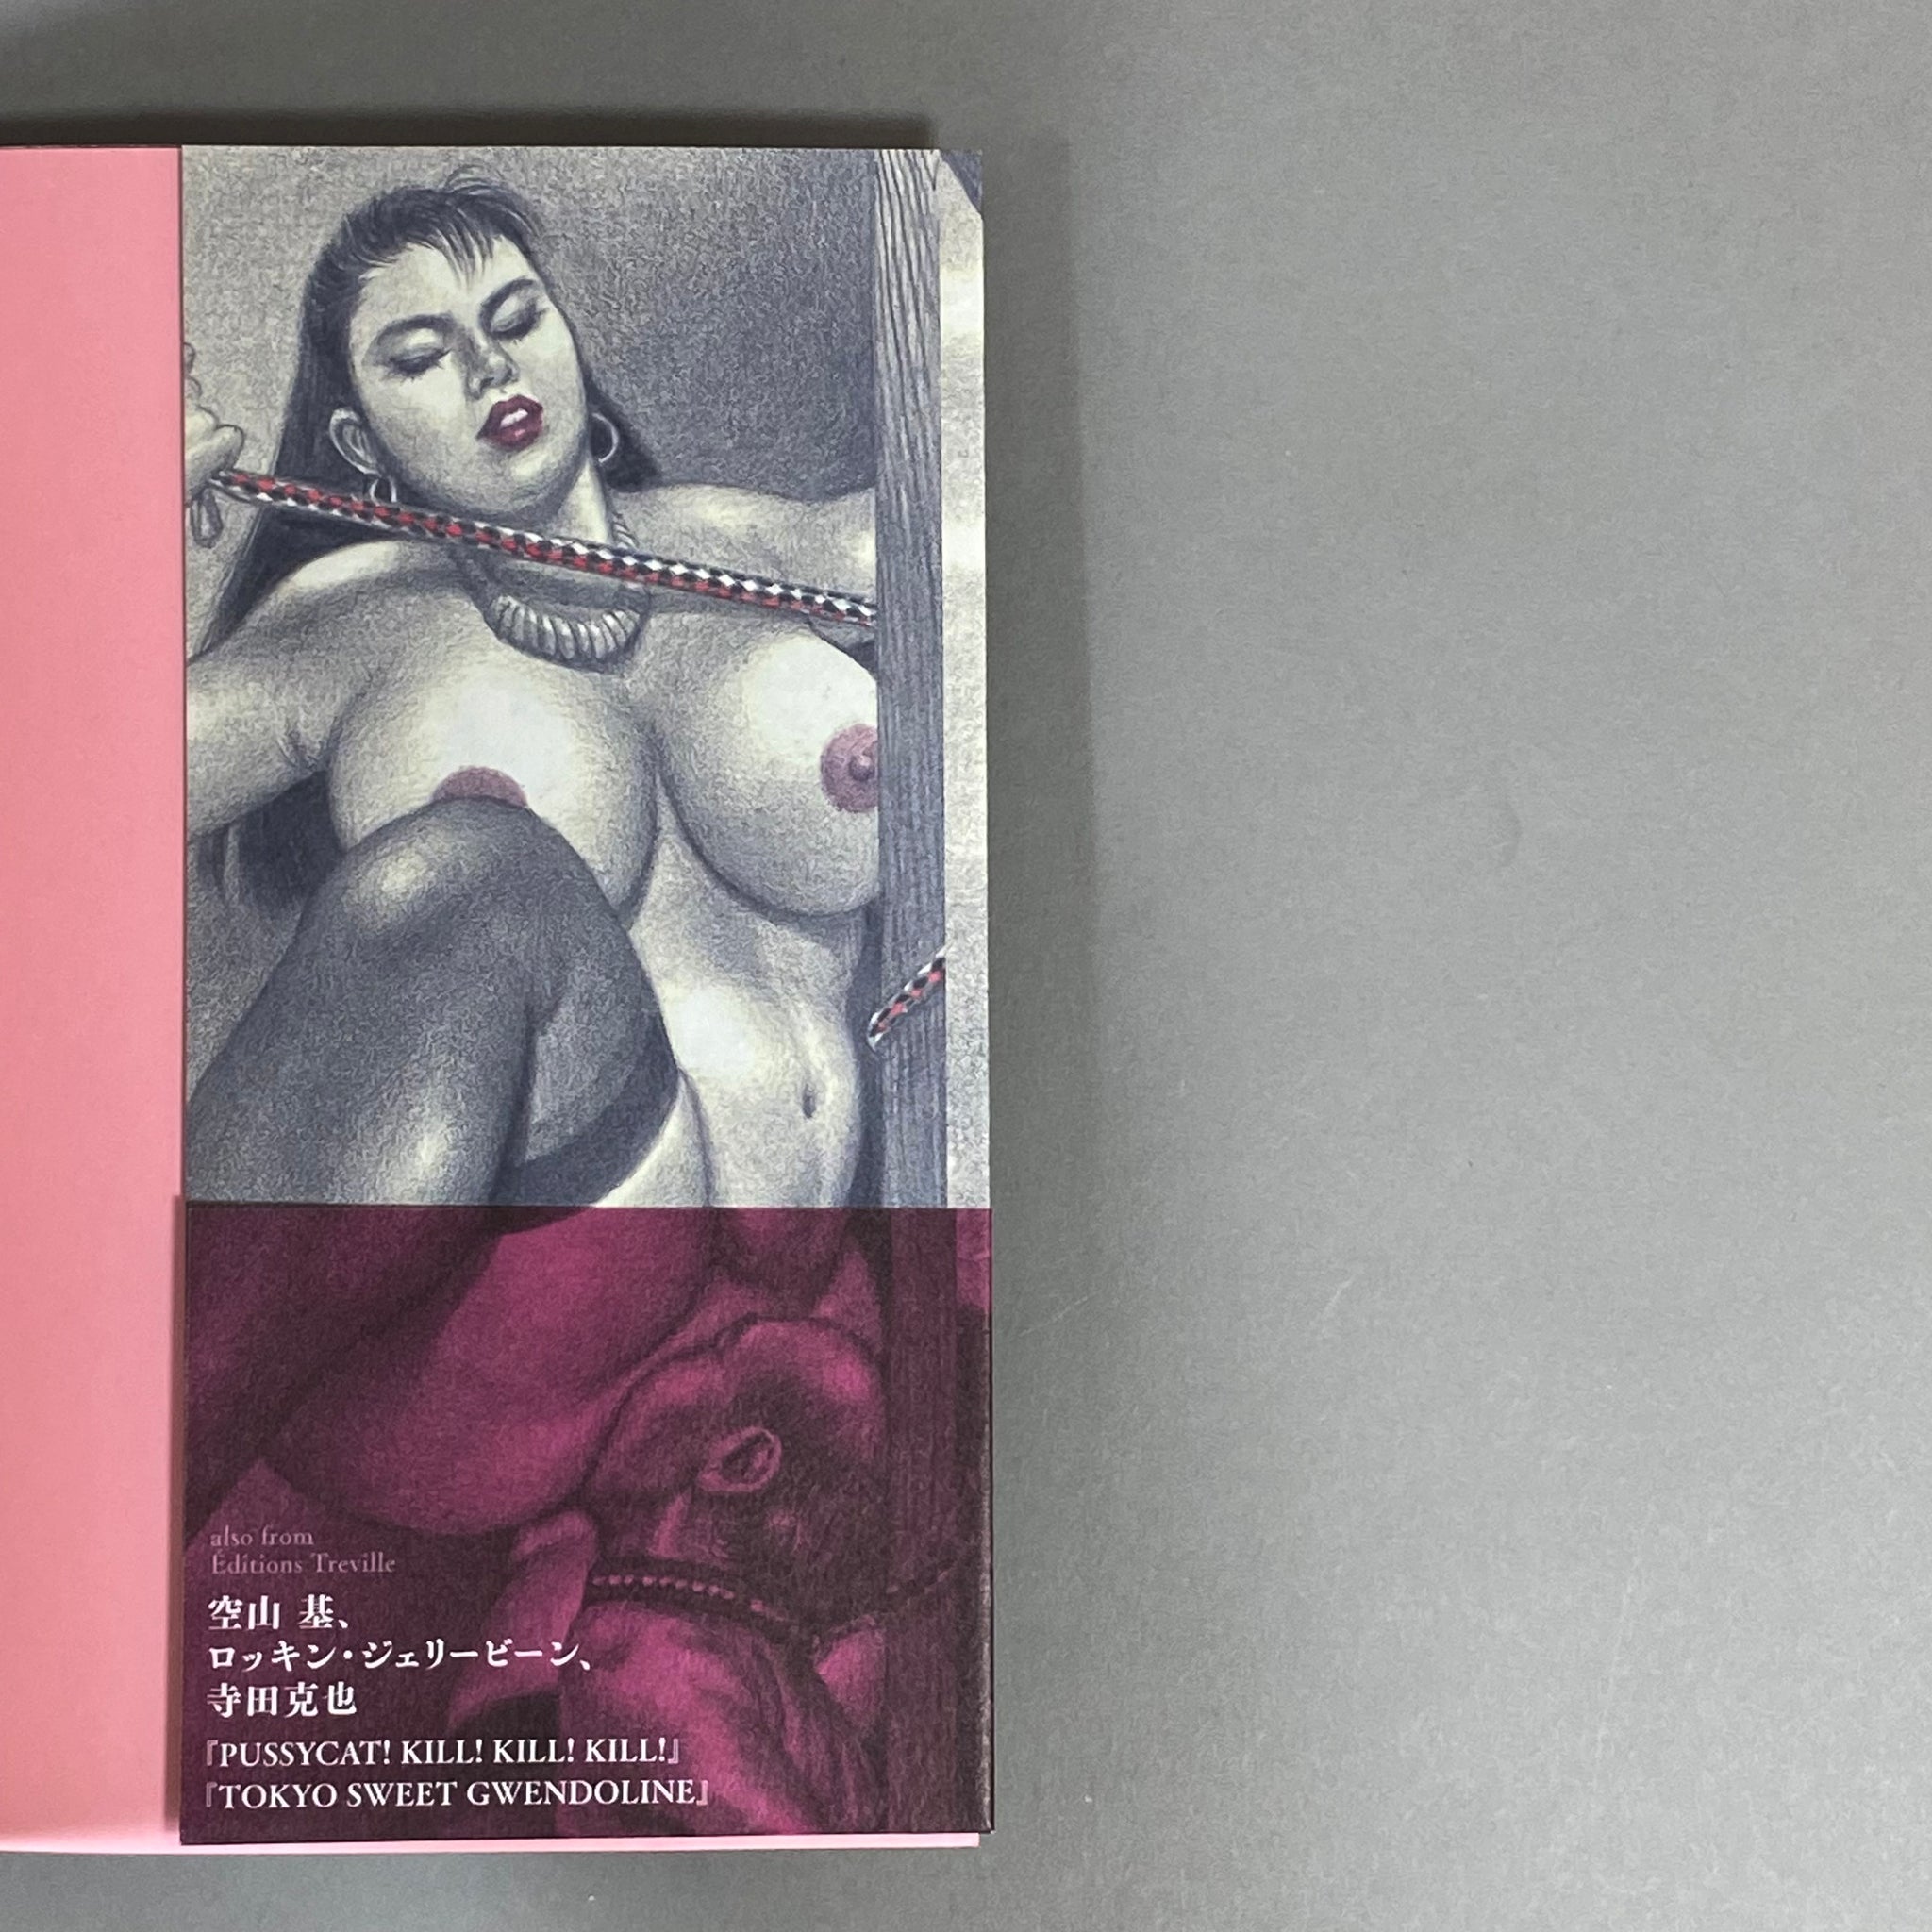 also from
Éditions Treville
空山 基、
ロッキン・ジェリービーン、
寺田克也
『PUSSYCAT! KILL! KILL! KILL!』
『TOKYO SWEET GWENDOLINE』